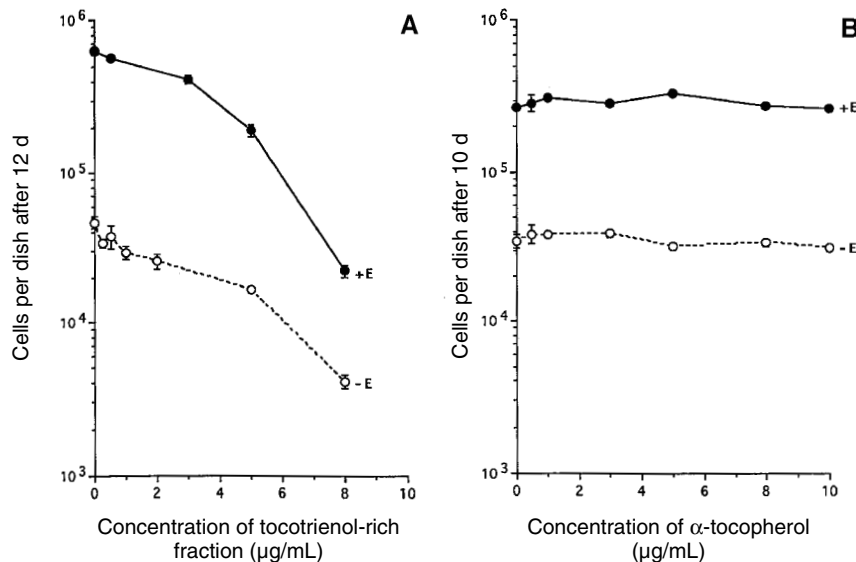 A
10⁶
10⁵
10⁴
10³
0
2
4
6
8
10
+E
-E
Cells per dish after 12 d
Concentration of tocotrienol-rich
fraction (µg/mL)
B
10⁶
10⁵
10⁴
10³
0
2
4
6
8
10
+E
-E
Cells per dish after 10 d
Concentration of α-tocopherol
(µg/mL)